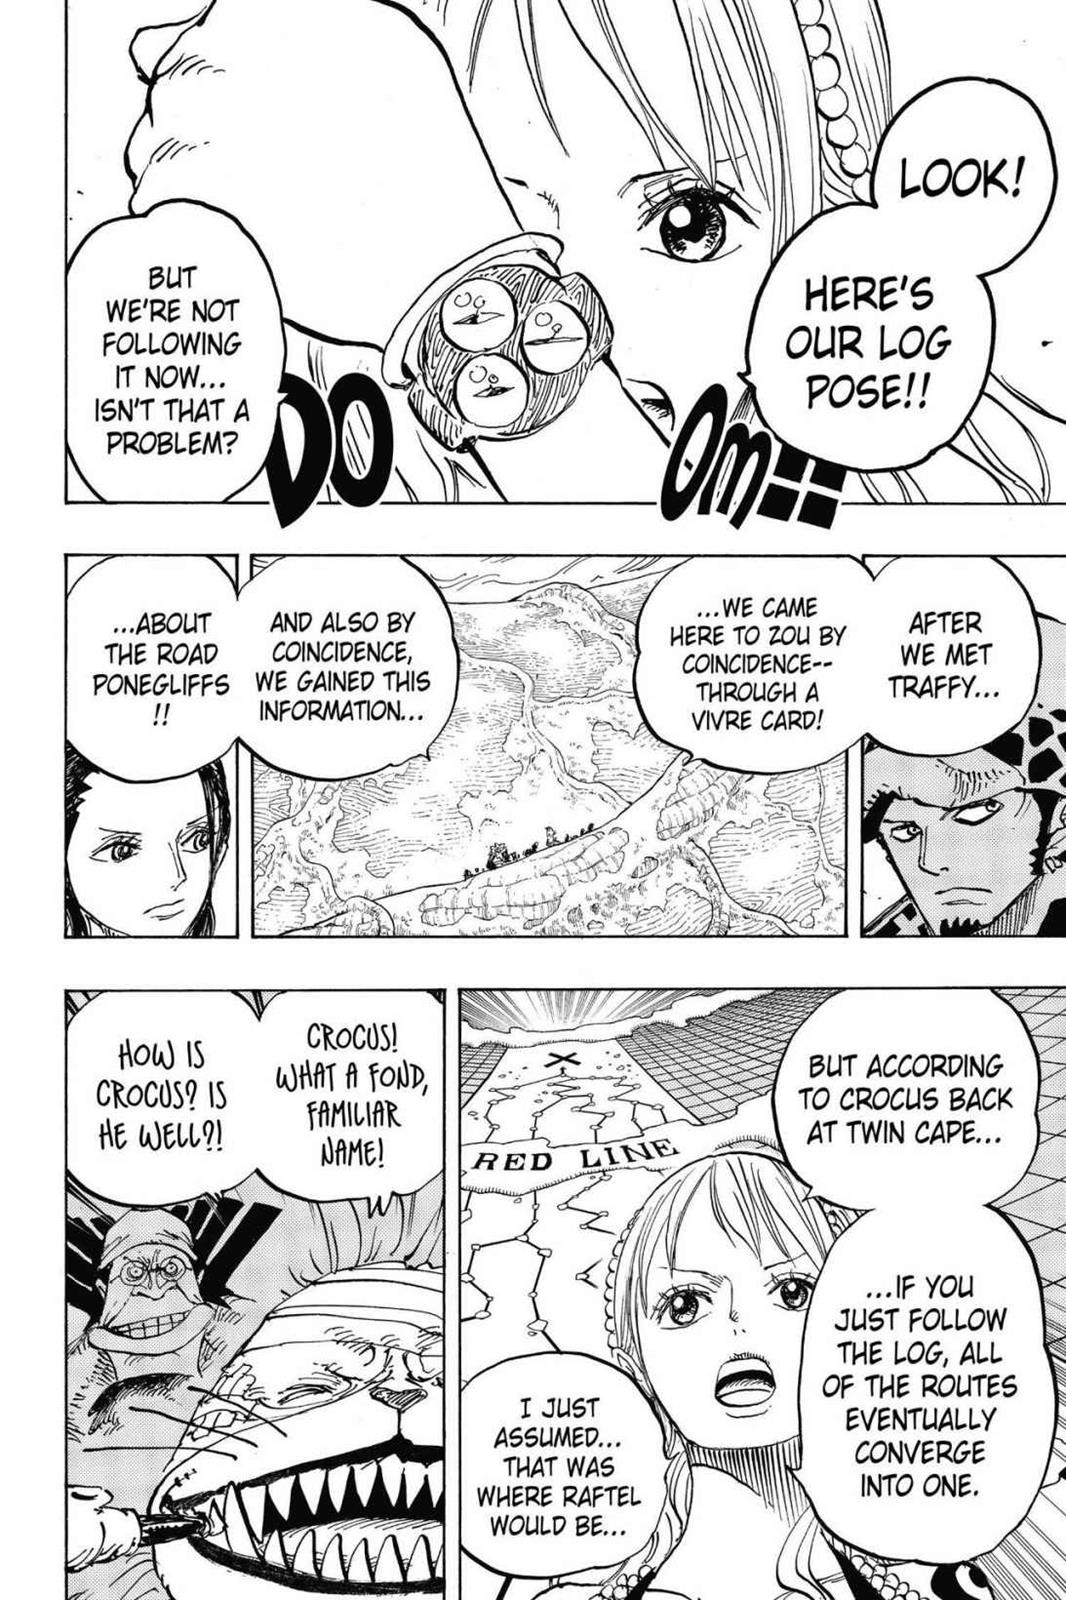 LOOK!
HERE'S
OUR LOG
POSE!!
BUT
WE'RE NOT
FOLLOWING
IT NOW...
ISN'T THAT A
PROBLEM?
DO
OM!!
AFTER
WE MET
TRAFFY...
...WE CAME
HERE TO ZOU BY
COINCIDENCE--
THROUGH A
VIVRE CARD!
AND ALSO BY
COINCIDENCE,
WE GAINED THIS
INFORMATION...
...ABOUT
THE ROAD
PONEGLIFFS
!!
BUT ACCORDING
TO CROCUS BACK
AT TWIN CAPE...
...IF YOU
JUST FOLLOW
THE LOG, ALL
OF THE ROUTES
EVENTUALLY
CONVERGE
INTO ONE.
RED LINE
I JUST
ASSUMED...
THAT WAS
WHERE RAFTEL
WOULD BE...
CROCUS!
WHAT A FOND,
FAMILIAR
NAME!
HOW IS
CROCUS? IS
HE WELL?!